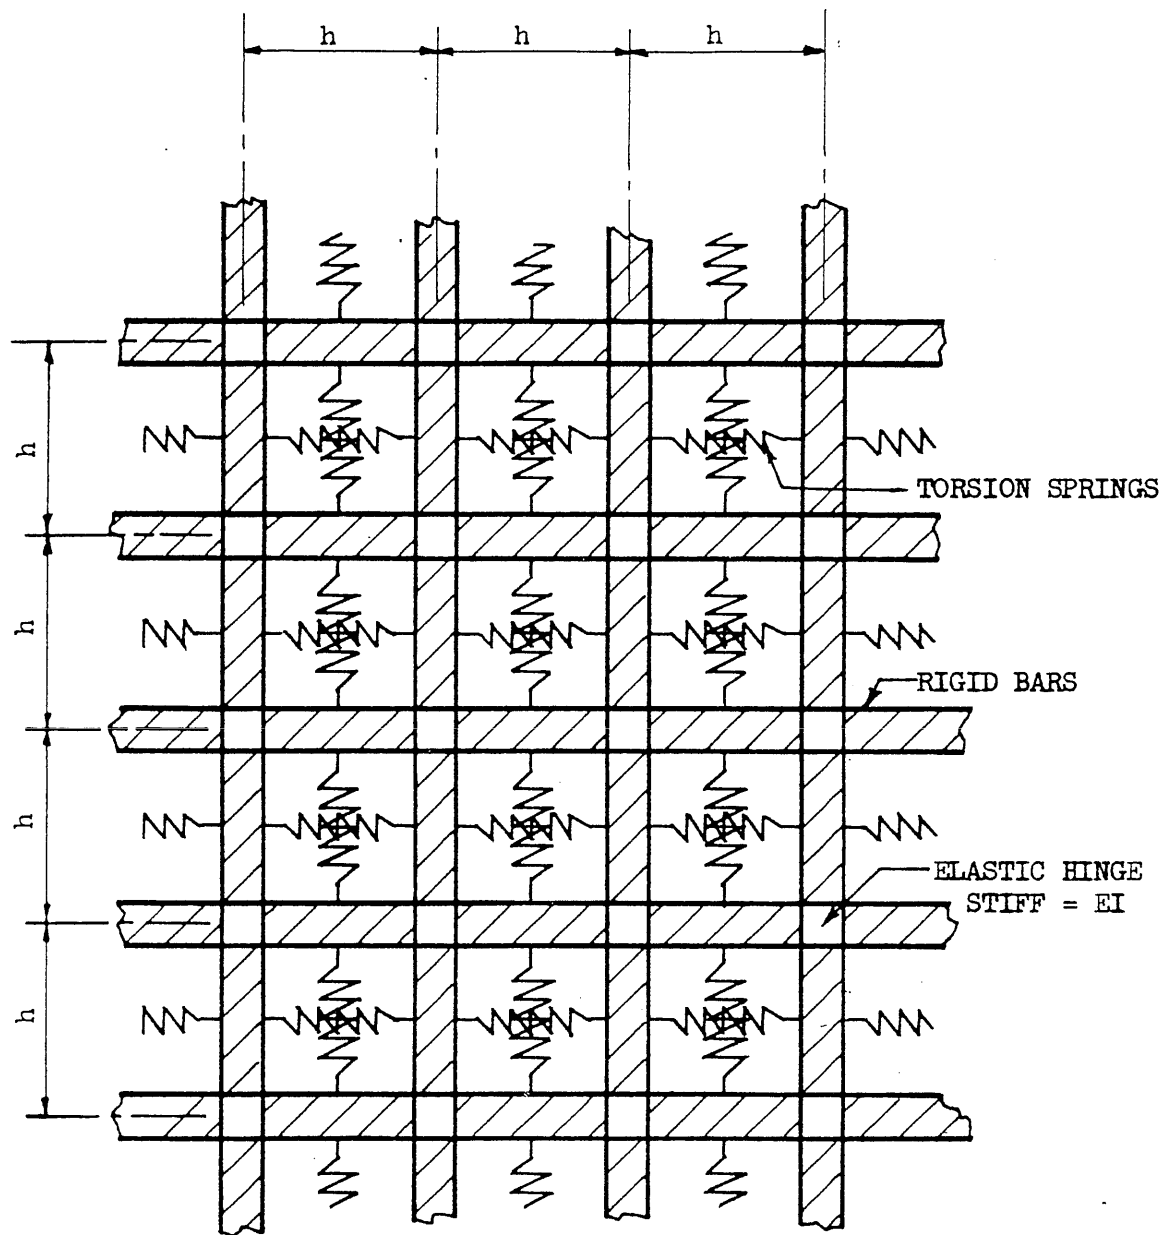 h h h
h
TORSION SPRINGS
h
RIGID BARS
h
ELASTIC HINGE
STIFF = EI
h